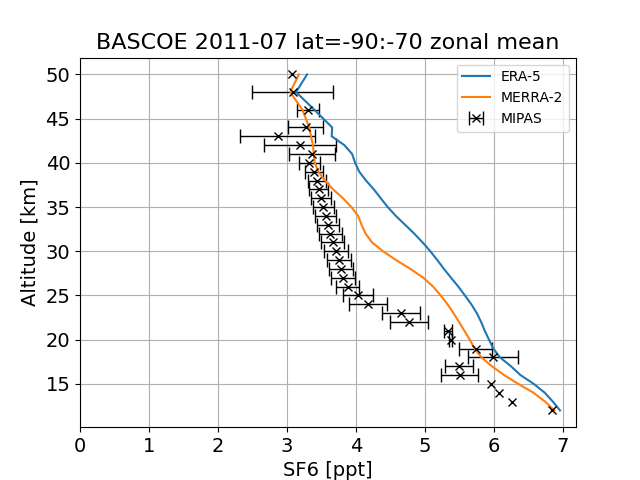 BASCOE 2011-07 lat=-90:-70 zonal mean
ERA-5
MERRA-2
MIPAS
Altitude [km]
50
45
40
35
30
25
20
15
0 1 2 3 4 5 6 7
SF6 [ppt]